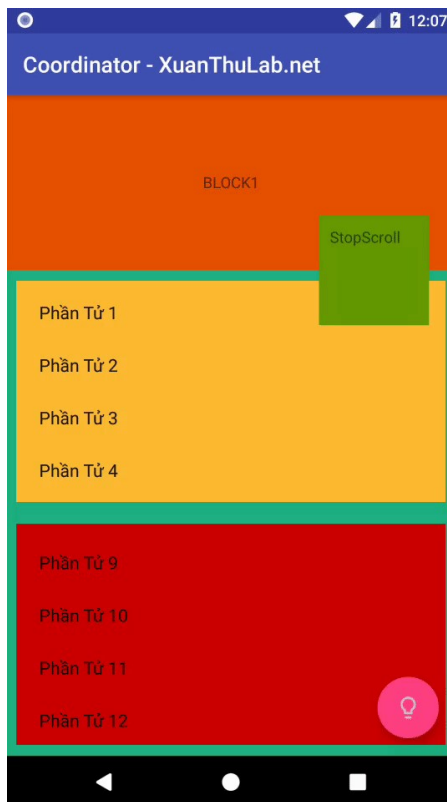 12:07
Coordinator - XuanThuLab.net
BLOCK1
StopScroll
Phần Tử 1
Phần Tử 2
Phần Tử 3
Phần Tử 4
Phần Tử 9
Phần Tử 10
Phần Tử 11
Phần Tử 12